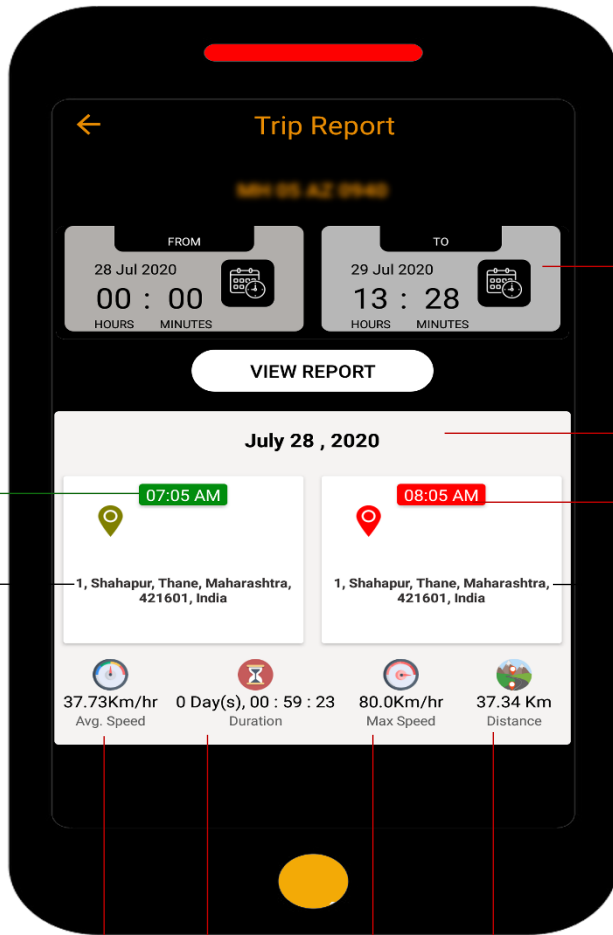 Trip Report
FROM
28 Jul 2020
00 : 00
HOURS MINUTES
TO
29 Jul 2020
13 : 28
HOURS MINUTES
VIEW REPORT
July 28 , 2020
07:05 AM
1, Shahapur, Thane, Maharashtra,
421601, India
08:05 AM
1, Shahapur, Thane, Maharashtra,
421601, India
37.73Km/hr
Avg. Speed
0 Day(s), 00 : 59 : 23
Duration
80.0Km/hr
Max Speed
37.34 Km
Distance